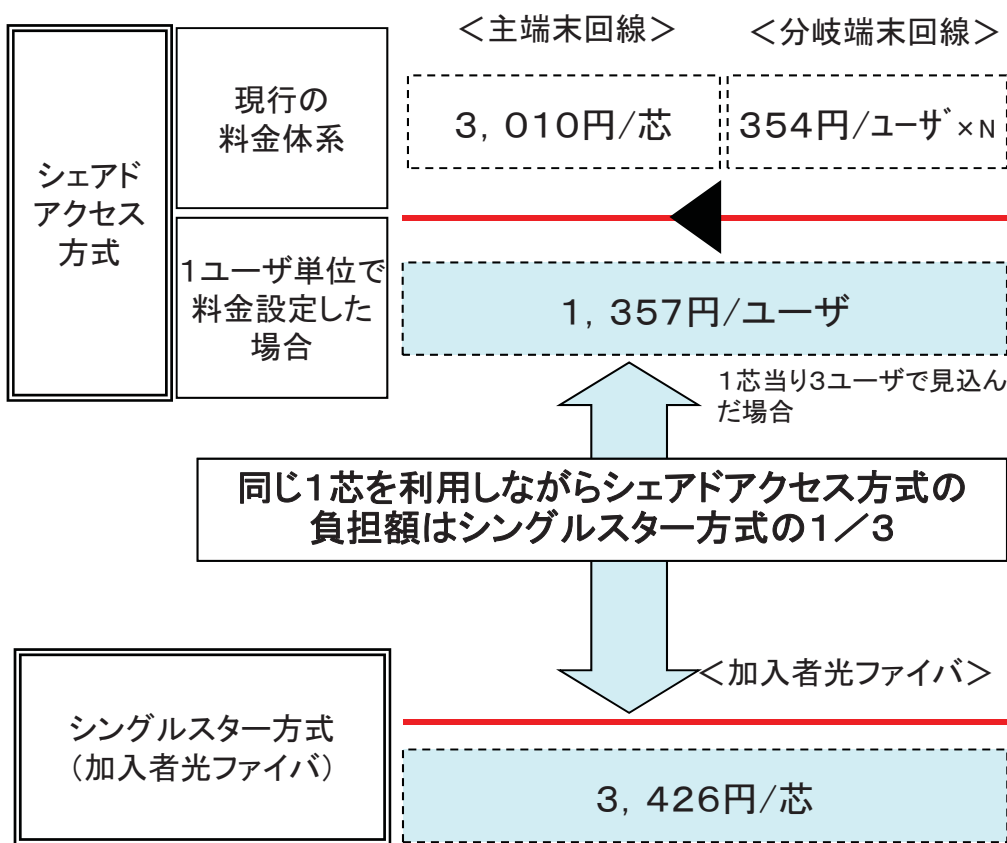 ＜主端末回線＞
＜分岐端末回線＞
シェアド
アクセス
方式
現行の
料金体系
3，010円/芯
354円/ﾕｰｻﾞ×N
1ユーザ単位で
料金設定した
場合
1，357円/ユーザ
1芯当り3ユーザで見込ん
だ場合
同じ1芯を利用しながらシェアドアクセス方式の
負担額はシングルスター方式の1／3
＜加入者光ファイバ＞
シングルスター方式
（加入者光ファイバ）
3，426円/芯